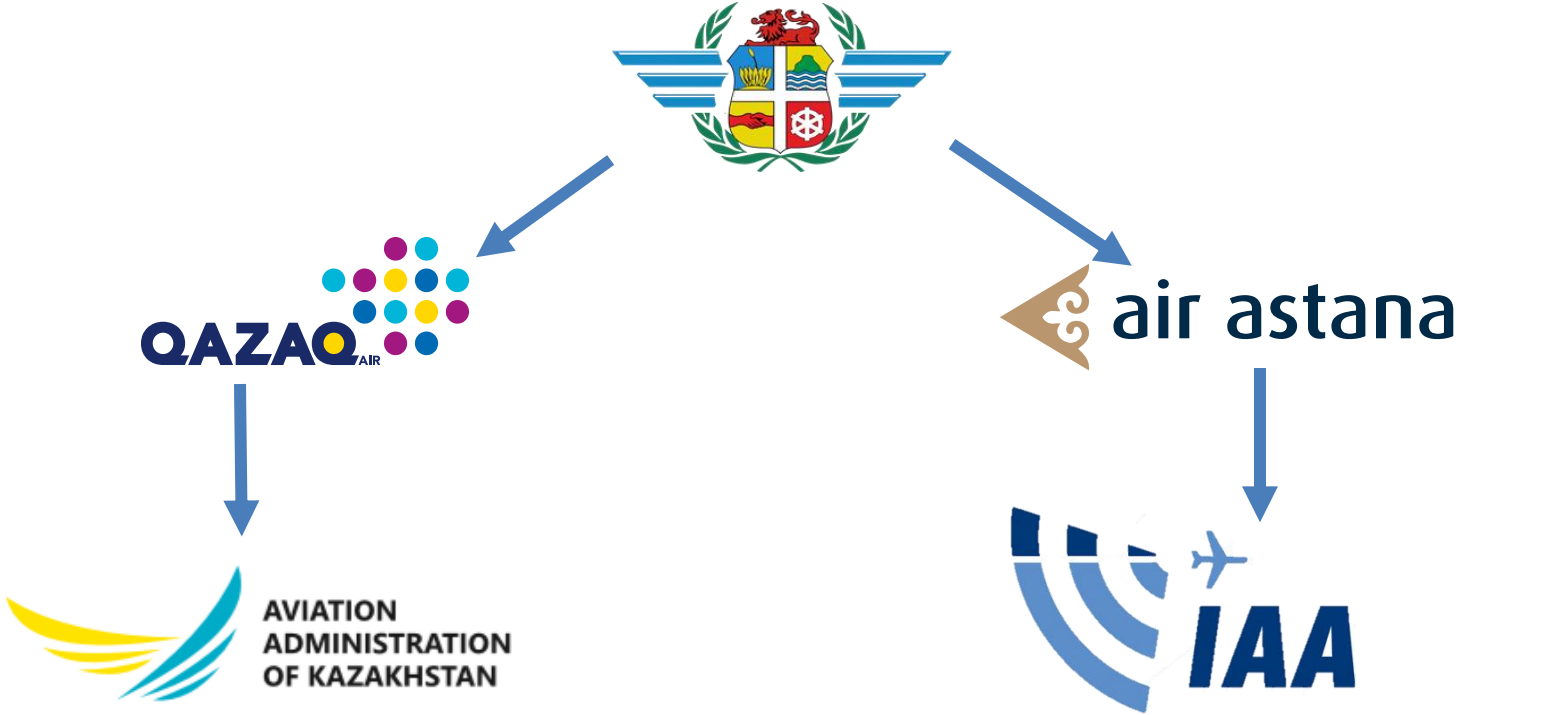 QAZAQ
AIR
air astana
AVIATION
ADMINISTRATION
OF KAZAKHSTAN
IAA